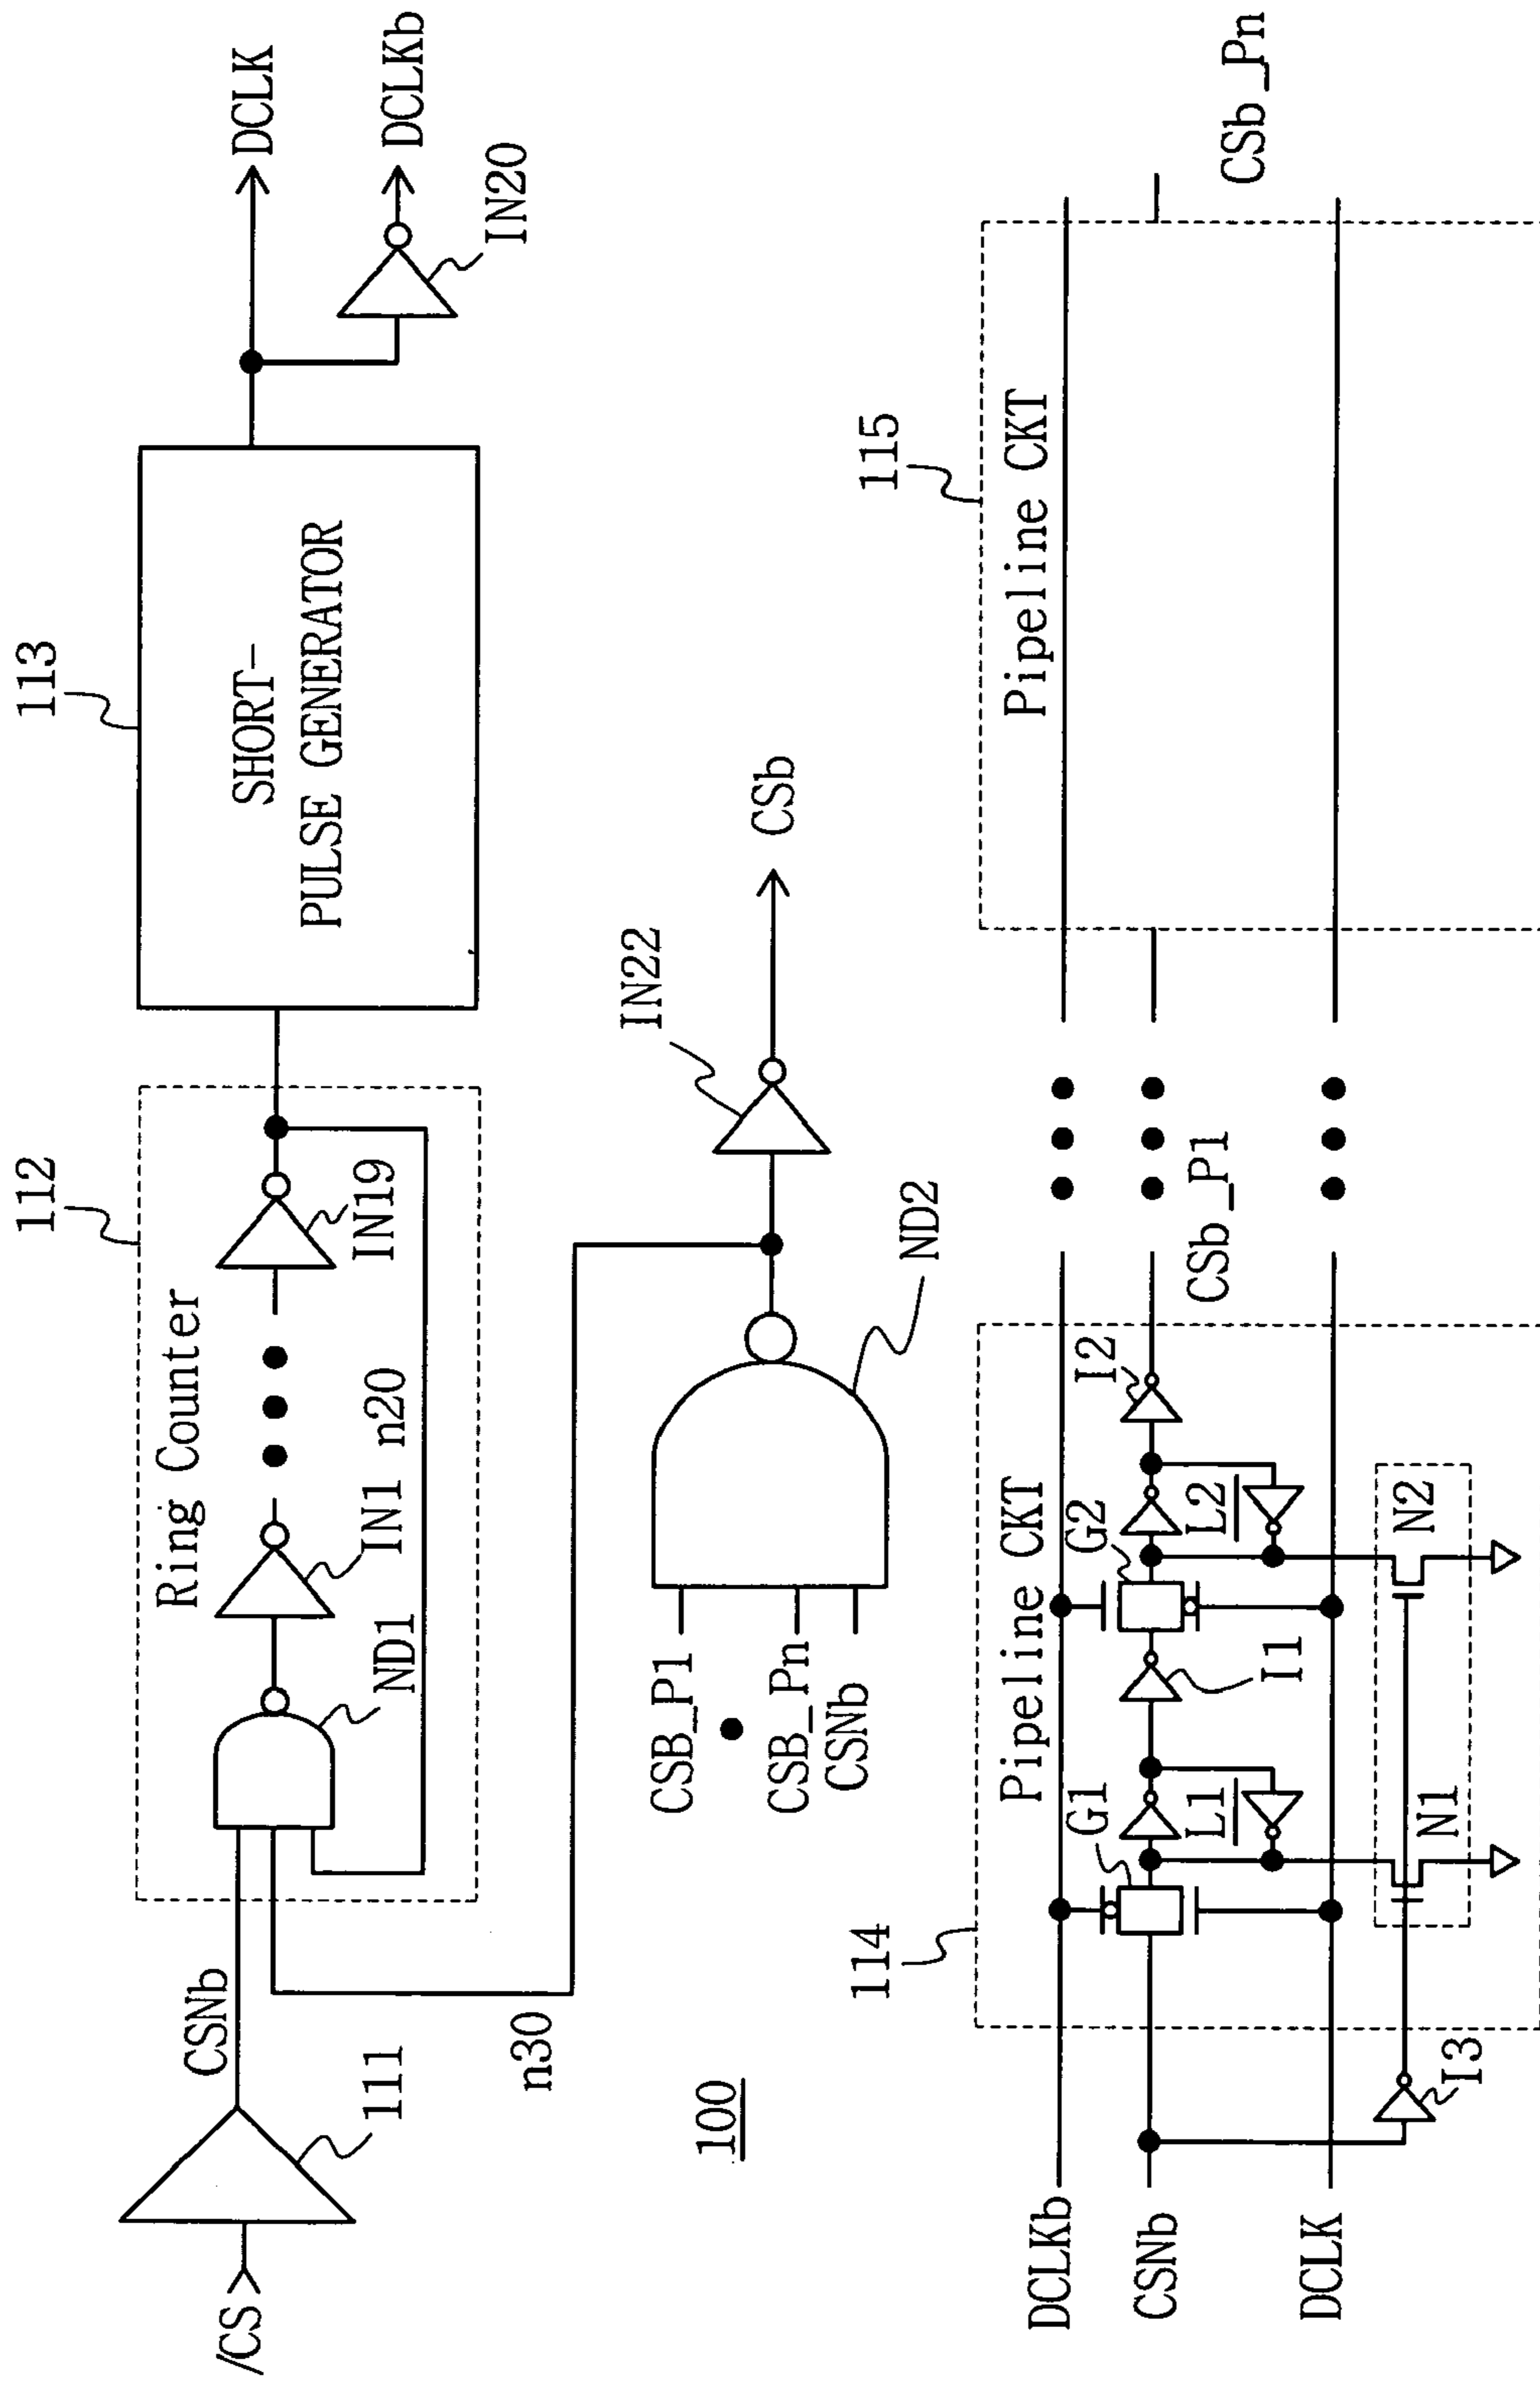 112
113
Ring Counter
SHORT-
PULSE GENERATOR
DCLK
/CS
CSNb
111
ND1
IN1
n20
IN19
DCLKb
IN20
n30
100
CSB_P1
CSB_Pn
CSNb
ND2
IN22
CSb
114
115
Pipeline CKT
Pipeline CKT
DCLKb
G1
G2
I2
CSNb
L1
I1
L2
CSb_P1
CSb_Pn
DCLK
I3
N1
N2